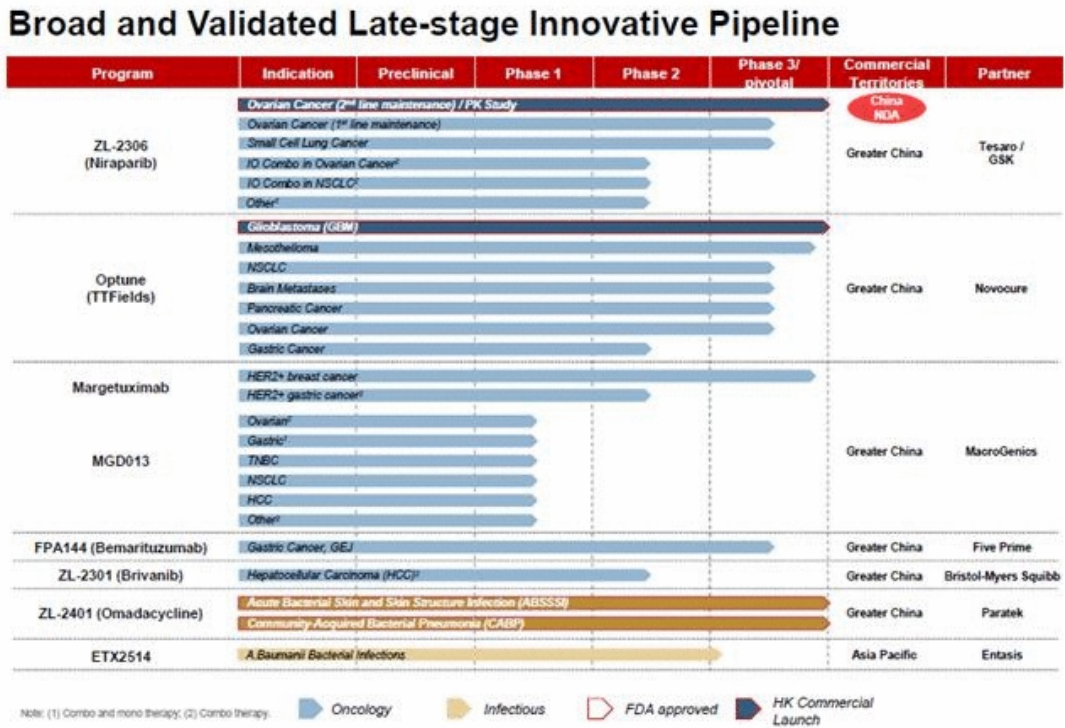 Broad and Validated Late-stage Innovative Pipeline
Program Indication Preclinical Phase 1 Phase 2 Phase 3/ pivotal Commercial Territories Partner
ZL-2306 (Niraparib)
Ovarian Cancer (2nd line maintenance) / PK Study
Ovarian Cancer (1st line maintenance)
Small Cell Lung Cancer
IO Combo in Ovarian Cancer
IO Combo in NSCLC
Other
China NDA
Greater China
Tesaro / GSK
Optune (TTFields)
Glioblastoma (GBM)
Mesothelioma
NSCLC
Brain Metastases
Pancreatic Cancer
Ovarian Cancer
Gastric Cancer
Greater China
Novocure
Margetuximab
HER2+ breast cancer
HER2+ gastric cancer
MGD013
Ovarian
Gastric
TNBC
NSCLC
HCC
Other
Greater China
MacroGenics
FPA144 (Bemarituzumab)
Gastric Cancer, GEJ
Greater China
Five Prime
ZL-2301 (Brivanib)
Hepatocellular Carcinoma (HCC)
Greater China
Bristol-Myers Squibb
ZL-2401 (Omadacycline)
Acute Bacterial Skin and Skin Structure Infection (ABSSSI)
Community-Acquired Bacterial Pneumonia (CABP)
Greater China
Paratek
ETX2514
A.Baumanii Bacterial Infections
Asia Pacific
Entasis
Note: (1) Combo and mono therapy; (2) Combo therapy.
Oncology
Infectious
FDA approved
HK Commercial Launch